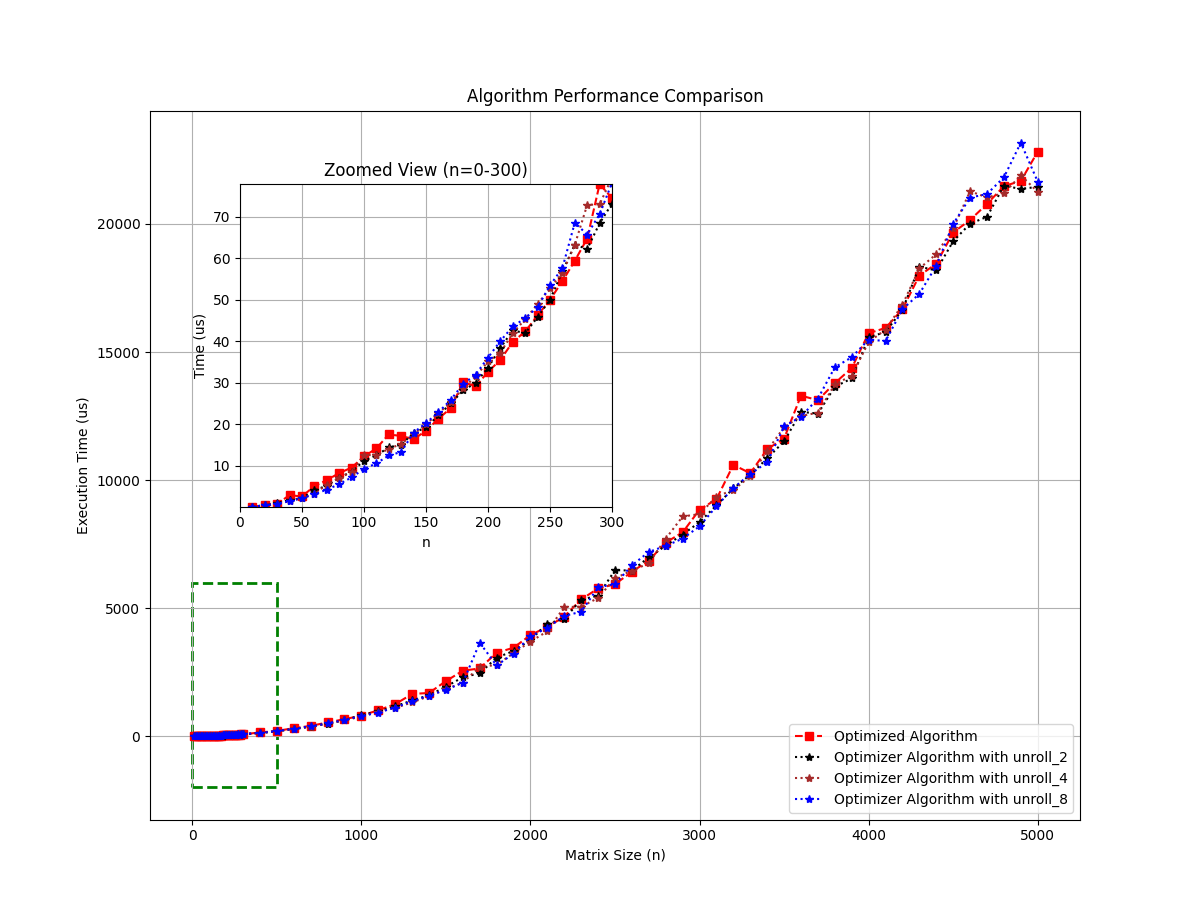 Algorithm Performance Comparison
Zoomed View (n=0-300)
70
60
50
40
30
20
10
Time (us)
0 50 100 150 200 250 300
n
20000
15000
10000
5000
0
Execution Time (us)
Optimized Algorithm
Optimizer Algorithm with unroll_2
Optimizer Algorithm with unroll_4
Optimizer Algorithm with unroll_8
0 1000 2000 3000 4000 5000
Matrix Size (n)